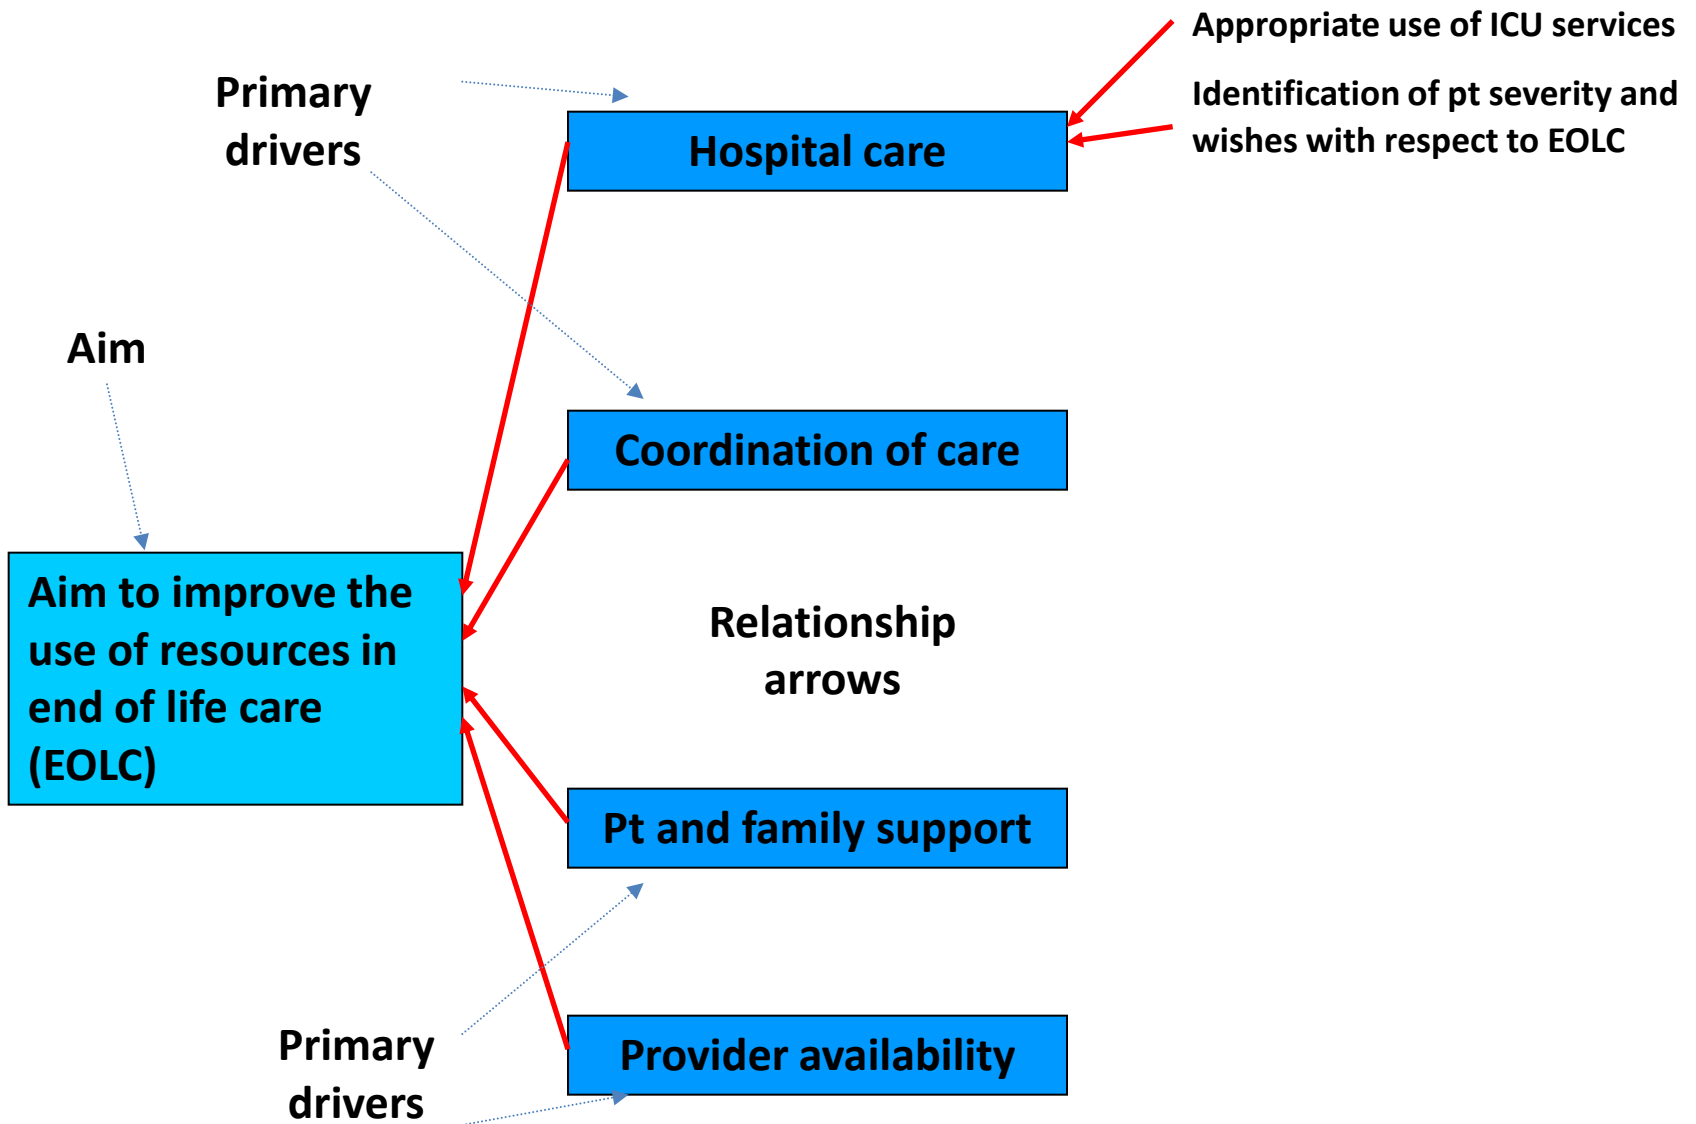 Appropriate use of ICU services
Identification of pt severity and
wishes with respect to EOLC
Primary
drivers
Hospital care
Aim
Coordination of care
Aim to improve the
use of resources in
end of life care
(EOLC)
Relationship
arrows
Pt and family support
Primary
drivers
Provider availability